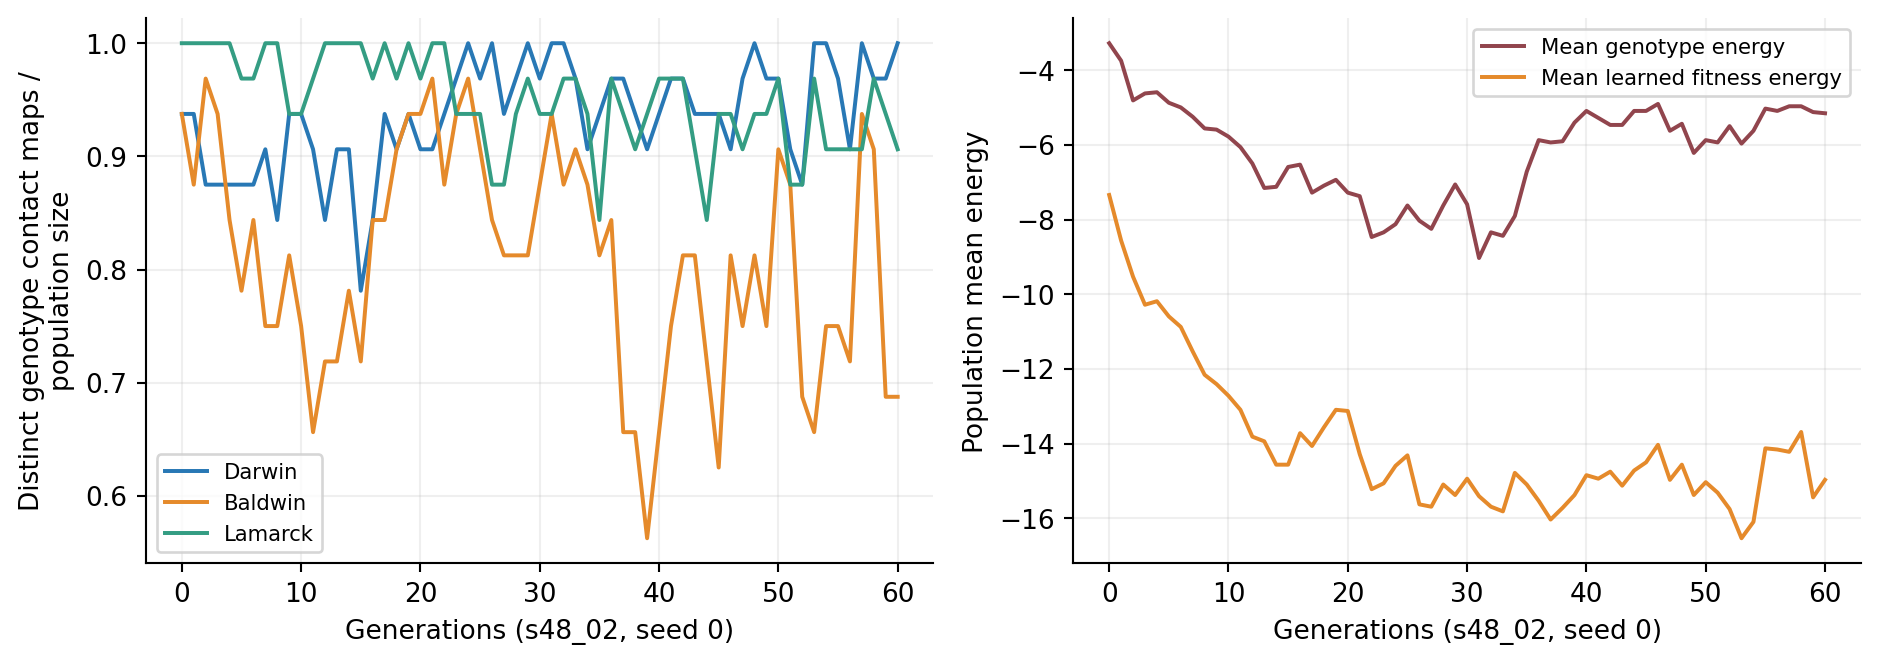 Distinct genotype contact maps /
population size
1.0
0.9
0.8
0.7
0.6
Darwin
Baldwin
Lamarck
0 10 20 30 40 50 60
Generations (s48_02, seed 0)
Population mean energy
−4
−6
−8
−10
−12
−14
−16
Mean genotype energy
Mean learned fitness energy
0 10 20 30 40 50 60
Generations (s48_02, seed 0)